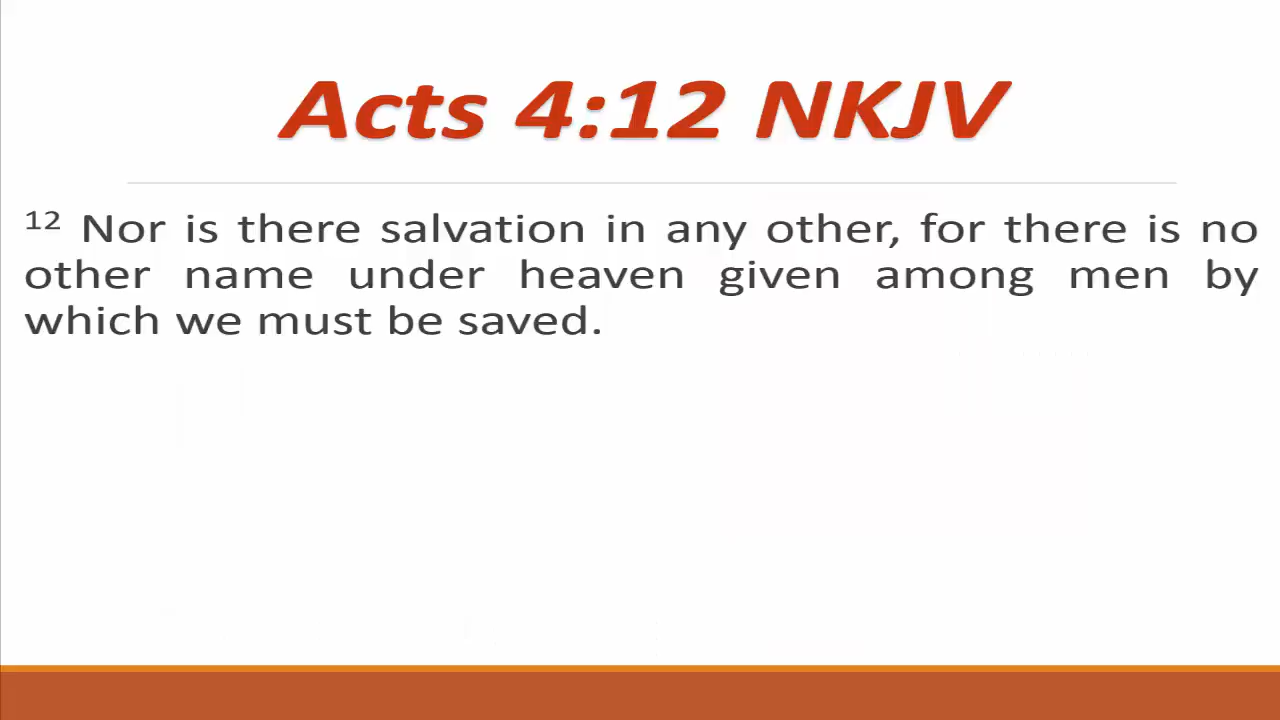 Acts 4:12 NKJV
12 Nor is there salvation in any other, for there is no
other name under heaven given among men by
which we must be saved.